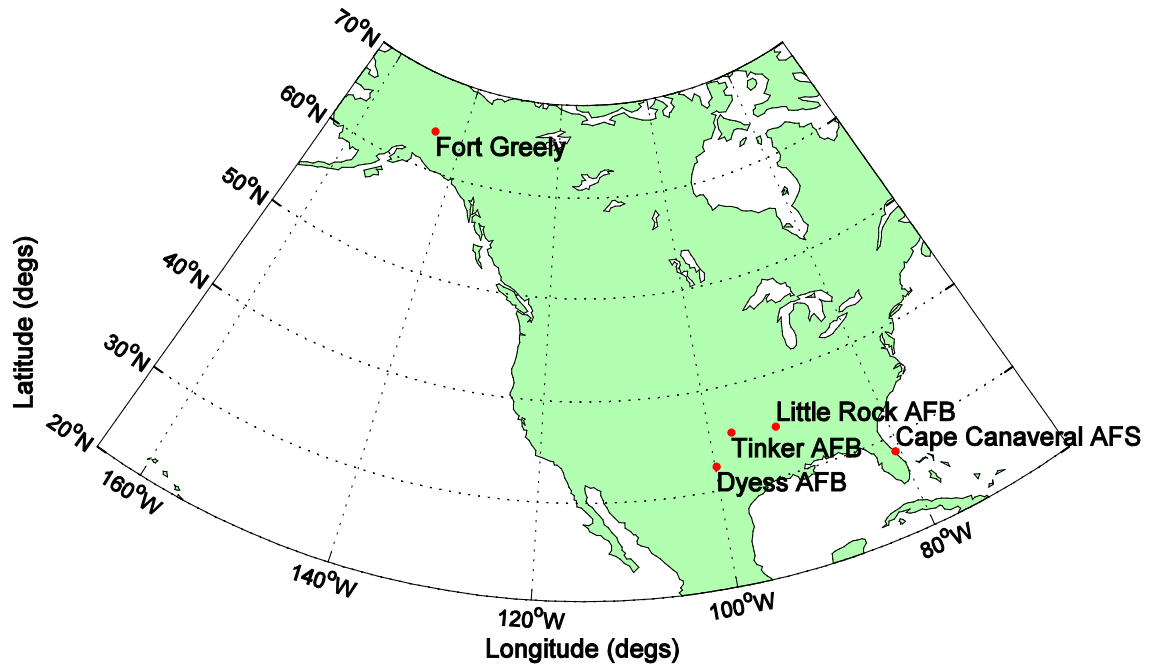 70°N
60°N
Fort Greely
50°N
40°N
30°N
20°N
Latitude (degs)
Little Rock AFB
Cape Canaveral AFS
Tinker AFB
Dyess AFB
160°W
140°W
120°W
100°W
80°W
Longitude (degs)